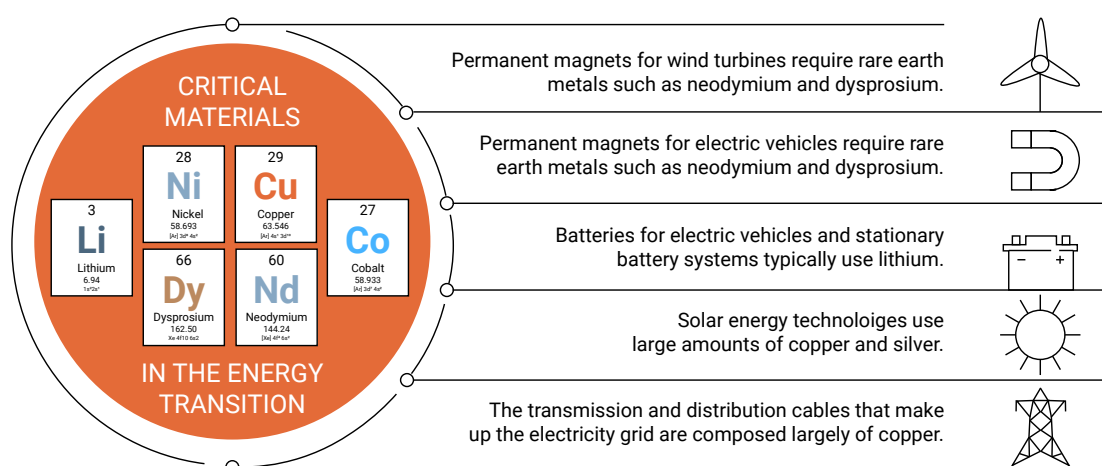 CRITICAL
MATERIALS
28
Ni
Nickel
58.693
29
Cu
Copper
63.546
3
Li
Lithium
6.94
27
Co
Cobalt
58.933
66
Dy
Dysprosium
162.50
Xe 4f10 6s2
60
Nd
Neodymium
144.24
IN THE ENERGY
TRANSITION
Permanent magnets for wind turbines require rare earth
metals such as neodymium and dysprosium.
Permanent magnets for electric vehicles require rare
earth metals such as neodymium and dysprosium.
Batteries for electric vehicles and stationary
battery systems typically use lithium.
Solar energy technoloiges use
large amounts of copper and silver.
The transmission and distribution cables that make
up the electricity grid are composed largely of copper.